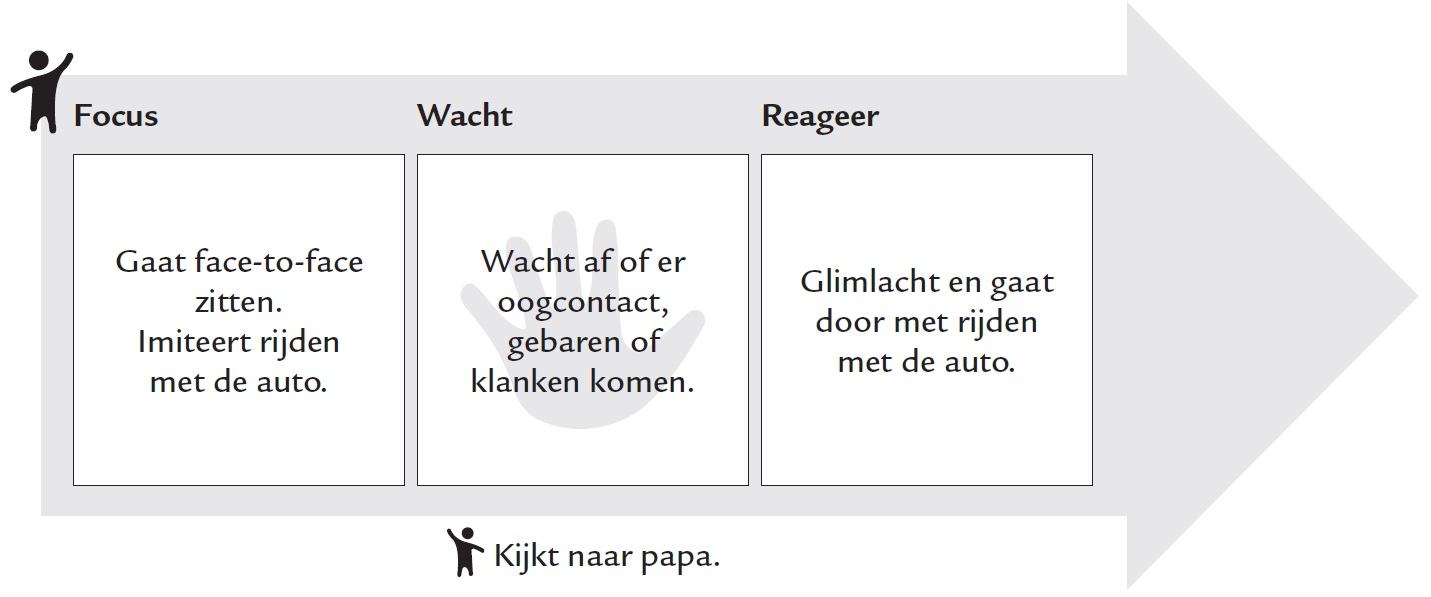 Focus
Gaat face-to-face
zitten.
Imiteert rijden
met de auto.
Wacht
Wacht af of er
oogcontact,
gebaren of
klanken komen.
Reageer
Glimlacht en gaat
door met rijden
met de auto.
Kijkt naar papa.